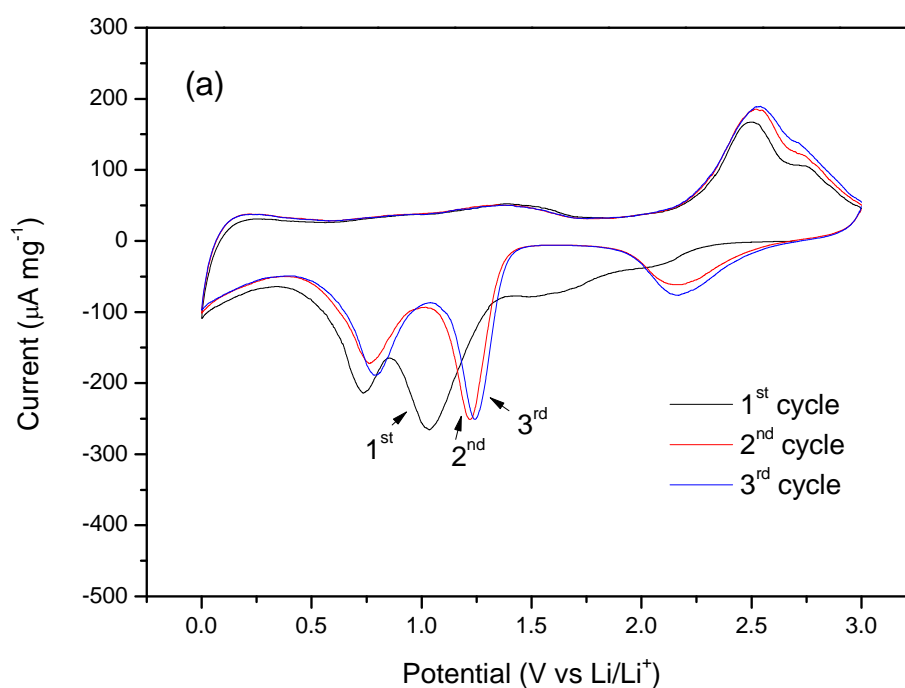 300
(a)
200
100
0
-100
-200
-300
-400
-500
Current (μA mg⁻¹)
1ˢᵗ
2ⁿᵈ
3ʳᵈ
1ˢᵗ cycle
2ⁿᵈ cycle
3ʳᵈ cycle
0.0 0.5 1.0 1.5 2.0 2.5 3.0
Potential (V vs Li/Li⁺)